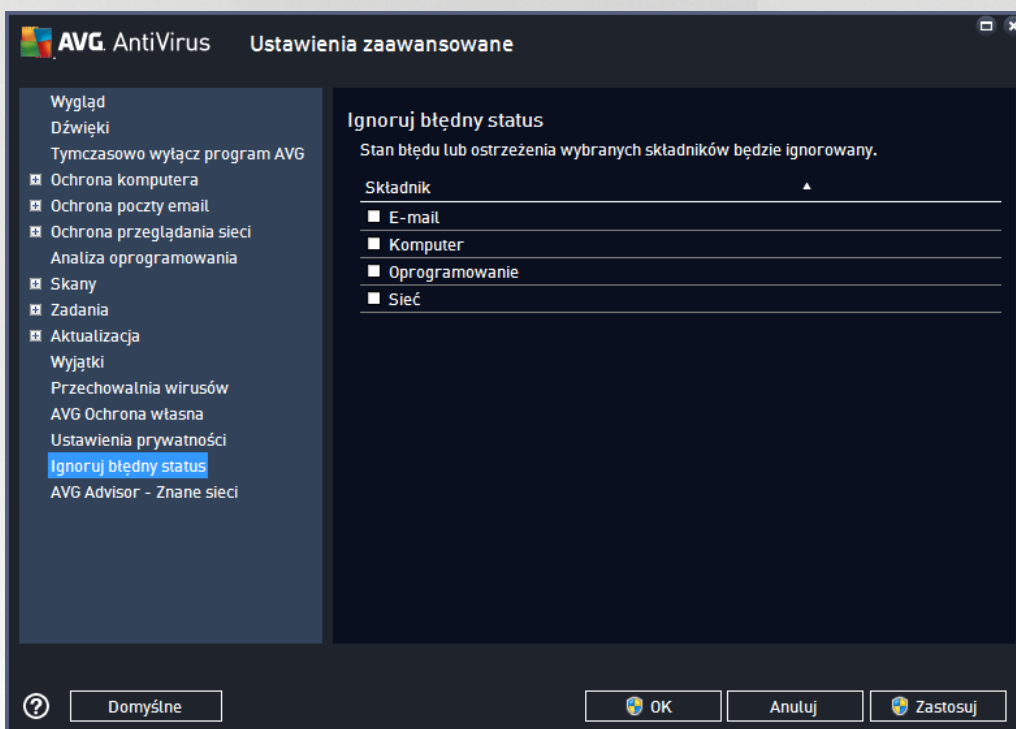 AVG. AntiVirus Ustawienia zaawansowane
Wygląd
Dźwięki
Tymczasowo wyłącz program AVG
Ochrona komputera
Ochrona poczty email
Ochrona przeglądania sieci
Analiza oprogramowania
Skany
Zadania
Aktualizacja
Wyjątki
Przechowalnia wirusów
AVG Ochrona własna
Ustawienia prywatności
Ignoruj błędny status
AVG Advisor - Znane sieci
Ignoruj błędny status
Stan błędu lub ostrzeżenia wybranych składników będzie ignorowany.
Składnik
E-mail
Komputer
Oprogramowanie
Sieć
? Domyślne OK Anuluj Zastosuj